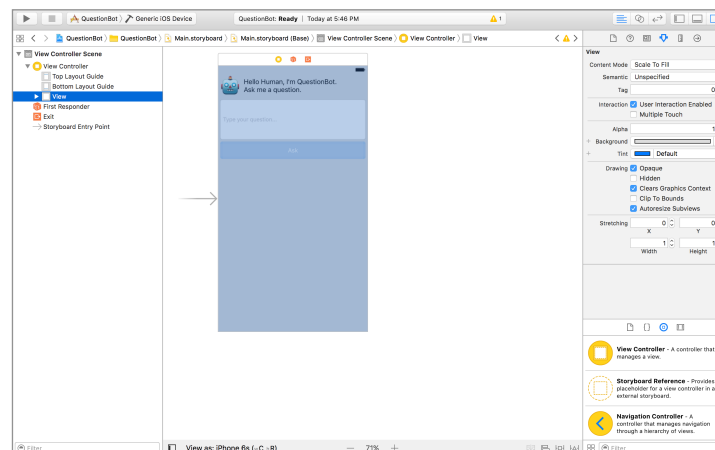 QuestionBot
Generic iOS Device
QuestionBot: Ready | Today at 5:46 PM
1
QuestionBot
QuestionBot
Main.storyboard
Main.storyboard (Base)
View Controller Scene
View Controller
View
View Controller Scene
View Controller
Top Layout Guide
Bottom Layout Guide
View
First Responder
Exit
Storyboard Entry Point
Filter
Hello Human, I'm QuestionBot.
Ask me a question.
Type your question...
Ask
View as: iPhone 6s (
71%
View
Content Mode Scale To Fill
Semantic Unspecified
Tag 0
Interaction User Interaction Enabled
Multiple Touch
Alpha 1
Background
Tint Default
Drawing Opaque
Hidden
Clears Graphics Context
Clip To Bounds
Autoresize Subviews
Stretching 0 0
X Y
1 1
Width Height
View Controller - A controller that
manages a view.
Storyboard Reference - Provides
placeholder for a view controller in a
external storyboard.
Navigation Controller - A
controller that manages navigation
through a hierarchy of views.
Filter